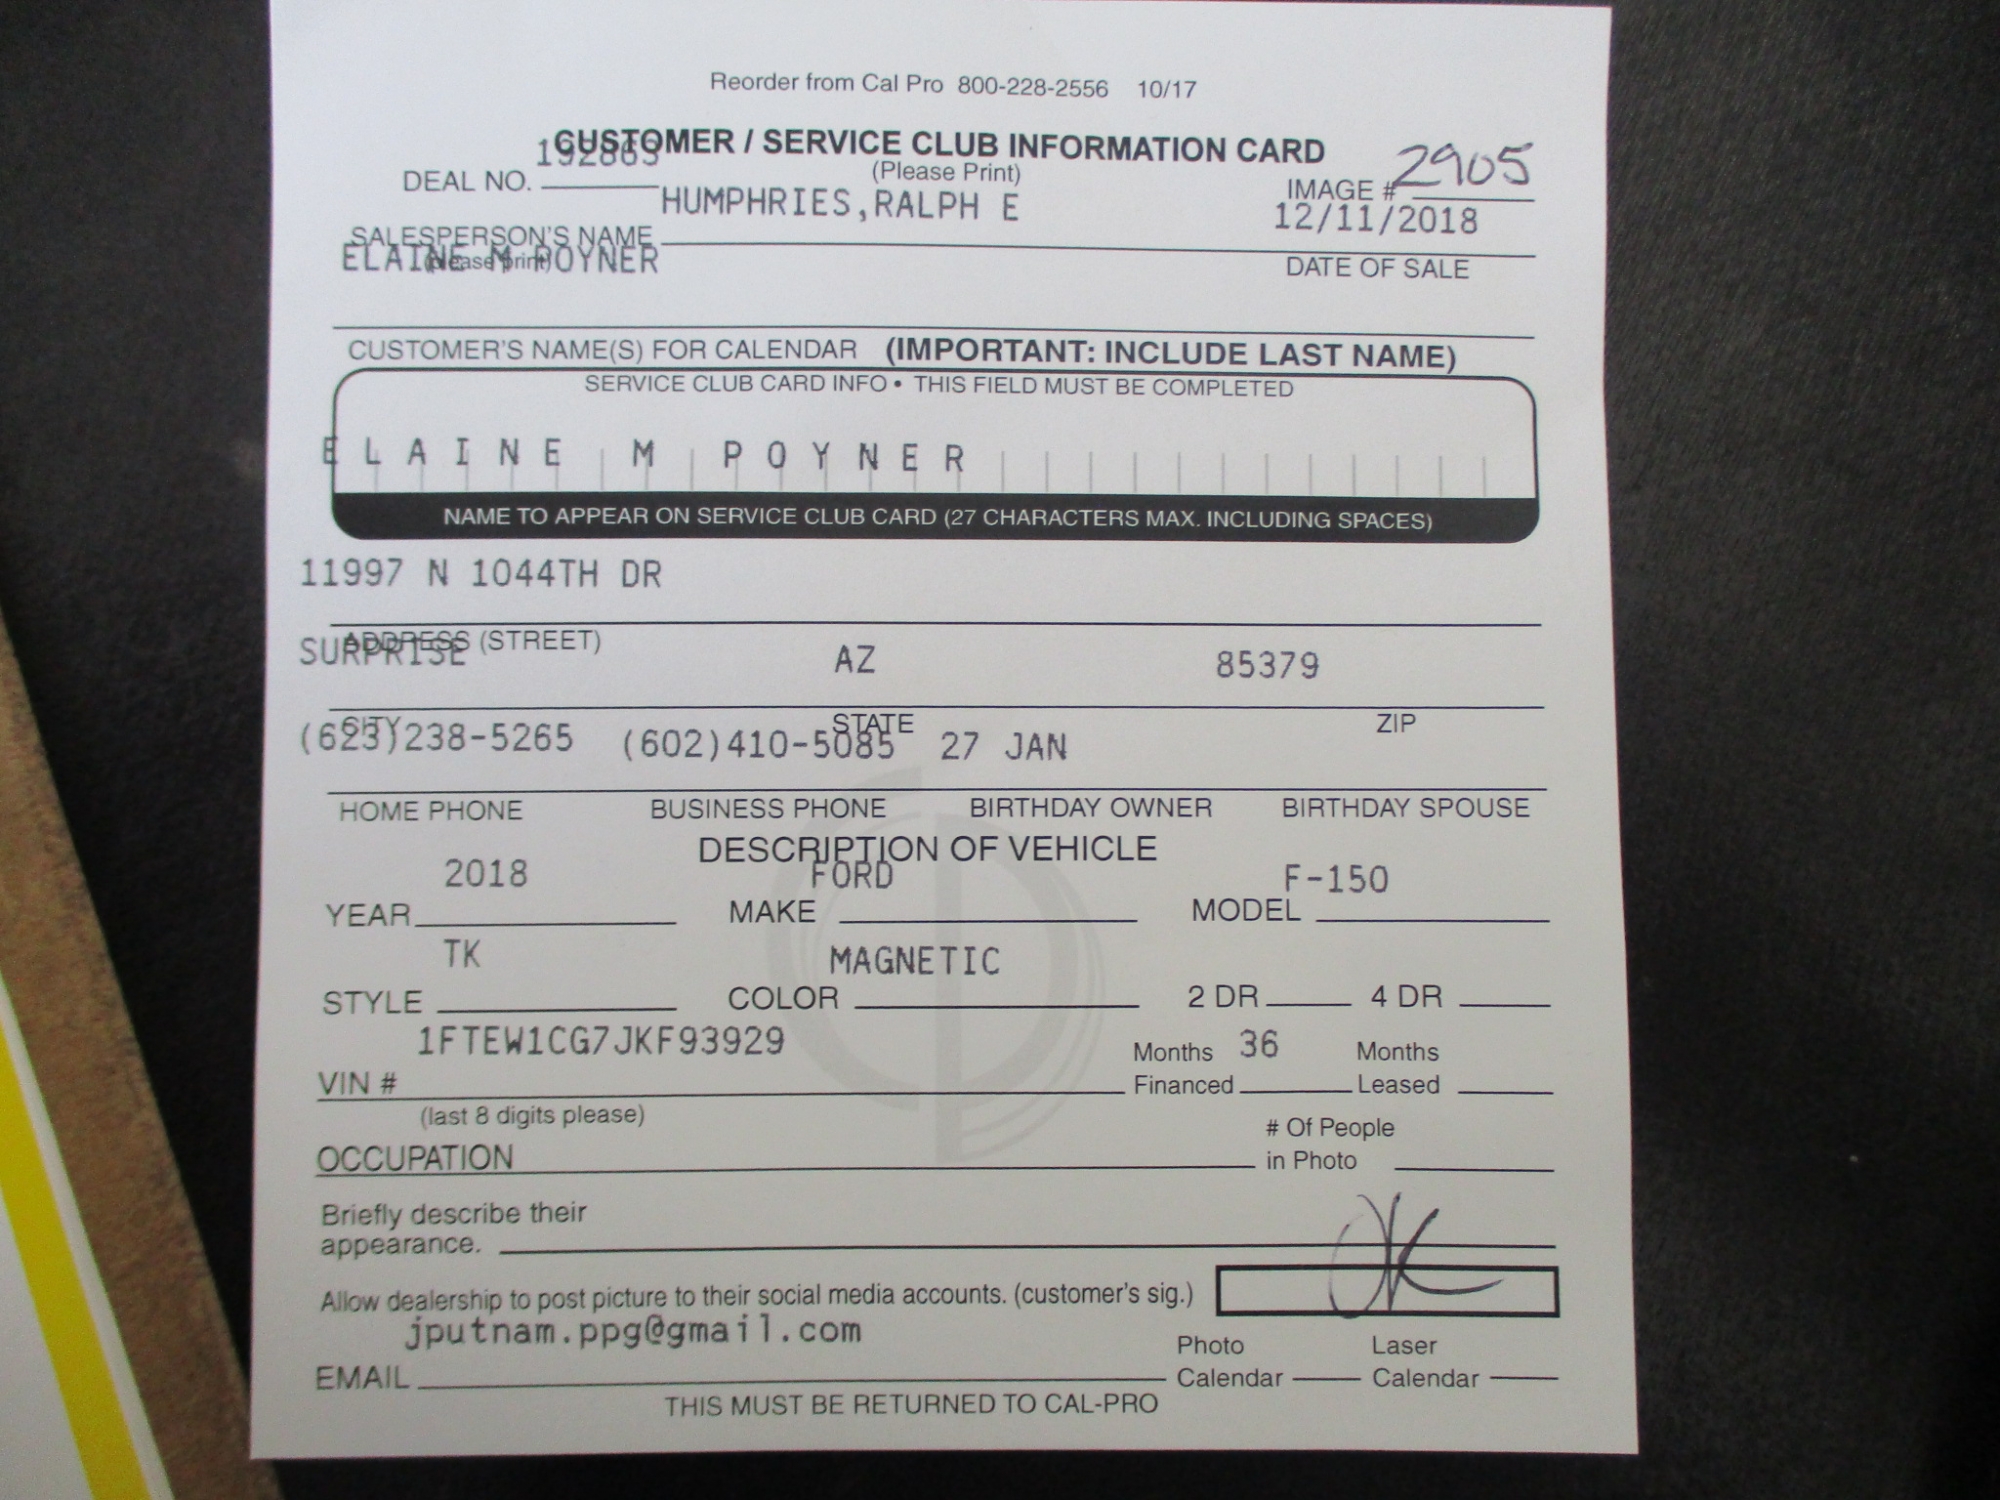 Reorder from Cal Pro 800-228-2556 10/17
CUSTOMER / SERVICE CLUB INFORMATION CARD
(Please Print)
DEAL NO. 192865
IMAGE # 2905
HUMPHRIES,RALPH E
12/11/2018
SALESPERSON'S NAME
(please print)
DATE OF SALE
ELAINE M POYNER
CUSTOMER'S NAME(S) FOR CALENDAR (IMPORTANT: INCLUDE LAST NAME)
SERVICE CLUB CARD INFO • THIS FIELD MUST BE COMPLETED
ELAINE M POYNER
NAME TO APPEAR ON SERVICE CLUB CARD (27 CHARACTERS MAX. INCLUDING SPACES)
11997 N 1044TH DR
ADDRESS (STREET)
SURPRISE AZ 85379
CITY STATE ZIP
(623)238-5265 (602)410-5085 27 JAN
HOME PHONE BUSINESS PHONE BIRTHDAY OWNER BIRTHDAY SPOUSE
DESCRIPTION OF VEHICLE
2018 FORD F-150
YEAR MAKE MODEL
TK MAGNETIC
STYLE COLOR 2 DR 4 DR
1FTEW1CG7JKF93929
Months 36 Months
VIN # Financed Leased
(last 8 digits please)
# Of People
OCCUPATION in Photo
Briefly describe their
appearance.
Allow dealership to post picture to their social media accounts. (customer's sig.)
jputnam.ppg@gmail.com
Photo Laser
EMAIL Calendar Calendar
THIS MUST BE RETURNED TO CAL-PRO